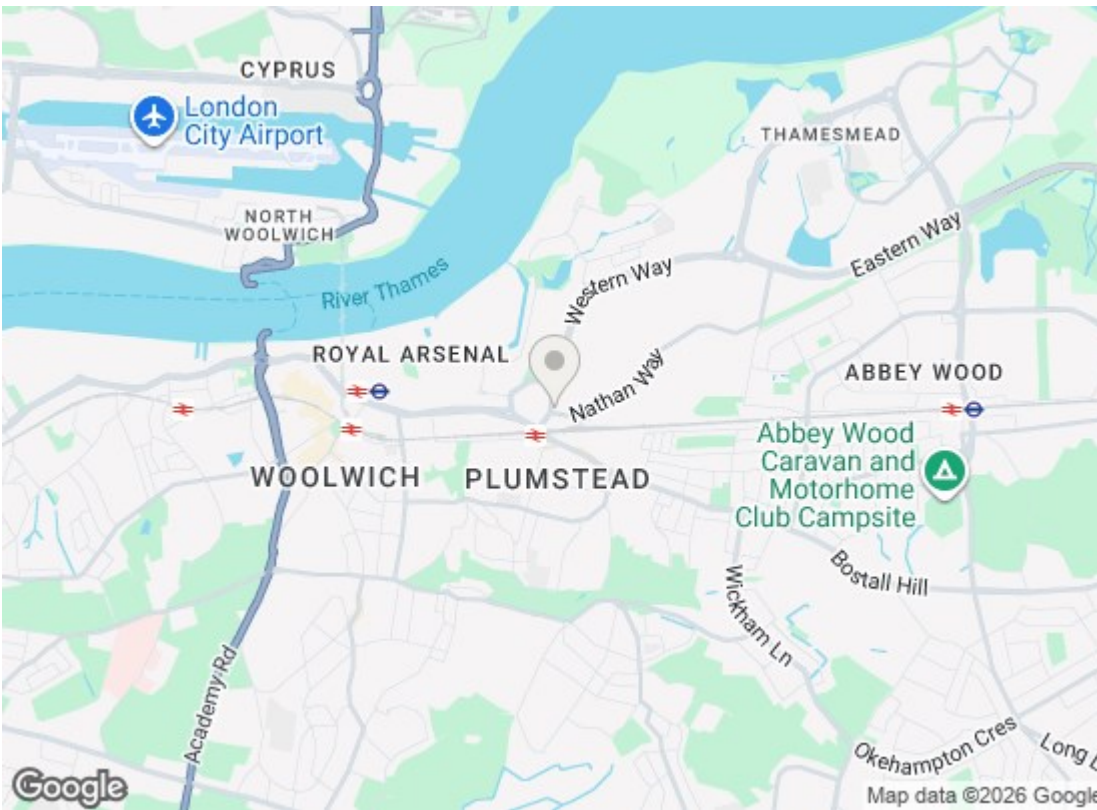 CYPRUS
London
City Airport
THAMESMEAD
NORTH
WOOLWICH
Eastern Way
Western Way
River Thames
ROYAL ARSENAL
Nathan Way
ABBEY WOOD
WOOLWICH
PLUMSTEAD
Abbey Wood
Caravan and
Motorhome
Club Campsite
Bostall Hill
Wickham Ln
Academy Rd
Okehampton Cres
Long
Google
Map data ©2026 Google